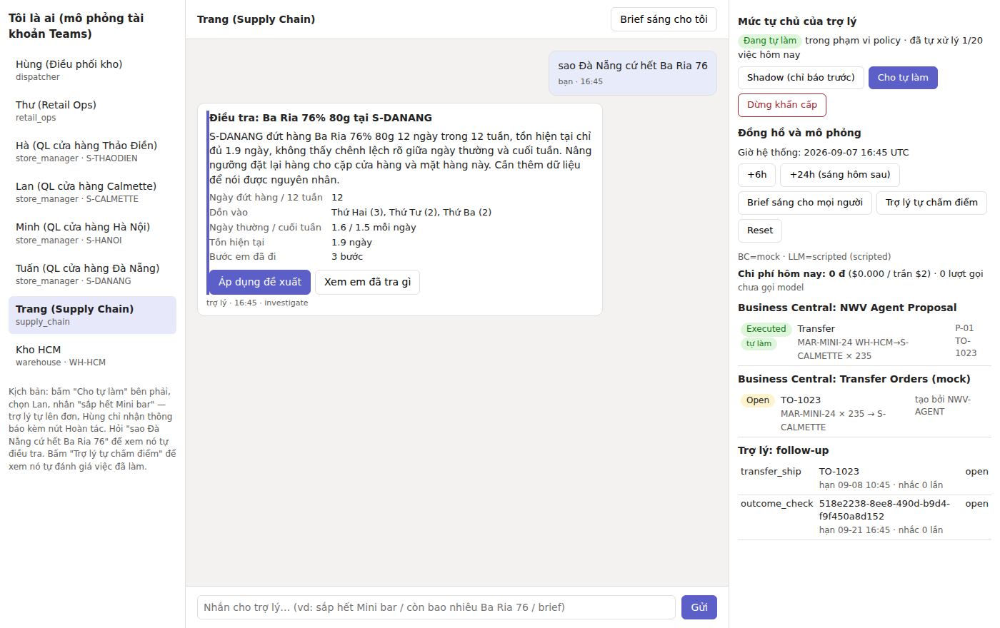 Tôi là ai (mô phỏng tài
khoản Teams)
Hùng (Điều phối kho)
dispatcher
Thư (Retail Ops)
retail_ops
Hà (QL cửa hàng Thảo Điền)
store_manager · S-THAODIEN
Lan (QL cửa hàng Calmette)
store_manager · S-CALMETTE
Minh (QL cửa hàng Hà Nội)
store_manager · S-HANOI
Tuấn (QL cửa hàng Đà Nẵng)
store_manager · S-DANANG
Trang (Supply Chain)
supply_chain
Kho HCM
warehouse · WH-HCM
Kịch bản: bấm "Cho tự làm" bên phải,
chọn Lan, nhắn "sắp hết Mini bar" —
trợ lý tự lên đơn, Hùng chỉ nhận thông
báo kèm nút Hoàn tác. Hỏi "sao Đà
Nẵng cứ hết Ba Ria 76" để xem nó tự
điều tra. Bấm "Trợ lý tự chấm điểm" để
xem nó tự đánh giá việc đã làm.
Trang (Supply Chain)
Brief sáng cho tôi
sao Đà Nẵng cứ hết Ba Ria 76
bạn · 16:45
Điều tra: Ba Ria 76% 80g tại S-DANANG
S-DANANG đứt hàng Ba Ria 76% 80g 12 ngày trong 12 tuần, tồn hiện tại chỉ
đủ 1.9 ngày, không thấy chênh lệch rõ giữa ngày thường và cuối tuần. Nâng
ngưỡng đặt lại hàng cho cặp cửa hàng và mặt hàng này. Cần thêm dữ liệu
để nói được nguyên nhân.
Ngày đứt hàng / 12 tuần 12
Dồn vào Thứ Hai (3), Thứ Tư (2), Thứ Ba (2)
Ngày thường / cuối tuần 1.6 / 1.5 mỗi ngày
Tồn hiện tại 1.9 ngày
Bước em đã đi 3 bước
Áp dụng đề xuất Xem em đã tra gì
trợ lý · 16:45 · investigate
Nhắn cho trợ lý... (vd: sắp hết Mini bar / còn bao nhiêu Ba Ria 76 / brief)
Gửi
Mức tự chủ của trợ lý
Đang tự làm trong phạm vi policy · đã tự xử lý 1/20
việc hôm nay
Shadow (chỉ báo trước) Cho tự làm
Dừng khẩn cấp
Đồng hồ và mô phỏng
Giờ hệ thống: 2026-09-07 16:45 UTC
+6h +24h (sáng hôm sau)
Brief sáng cho mọi người Trợ lý tự chấm điểm
Reset
BC=mock · LLM=scripted (scripted)
Chi phí hôm nay: 0 đ ($0.000 / trần $2) · 0 lượt gọi
chưa gọi model
Business Central: NWV Agent Proposal
Executed Transfer P-01
tự làm MAR-MINI-24 WH-HCM→S- TO-
CALMETTE × 235 1023
Business Central: Transfer Orders (mock)
Open TO-1023 tạo bởi NWV-
MAR-MINI-24 × 235 → S- AGENT
CALMETTE
Trợ lý: follow-up
transfer_ship TO-1023 open
hạn 09-08 10:45 · nhắc 0 lần
outcome_check 518e2238-8ee8-490d-b9d4- open
f9f450a8d152
hạn 09-21 16:45 · nhắc 0 lần